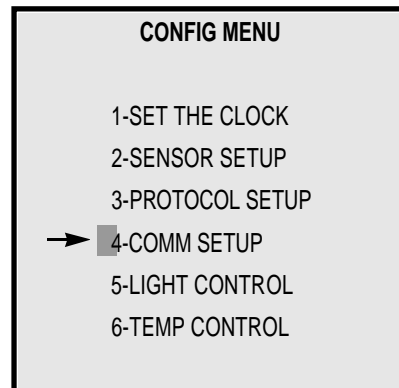 CONFIG MENU
1-SET THE CLOCK
2-SENSOR SETUP
3-PROTOCOL SETUP
4-COMM SETUP
5-LIGHT CONTROL
6-TEMP CONTROL